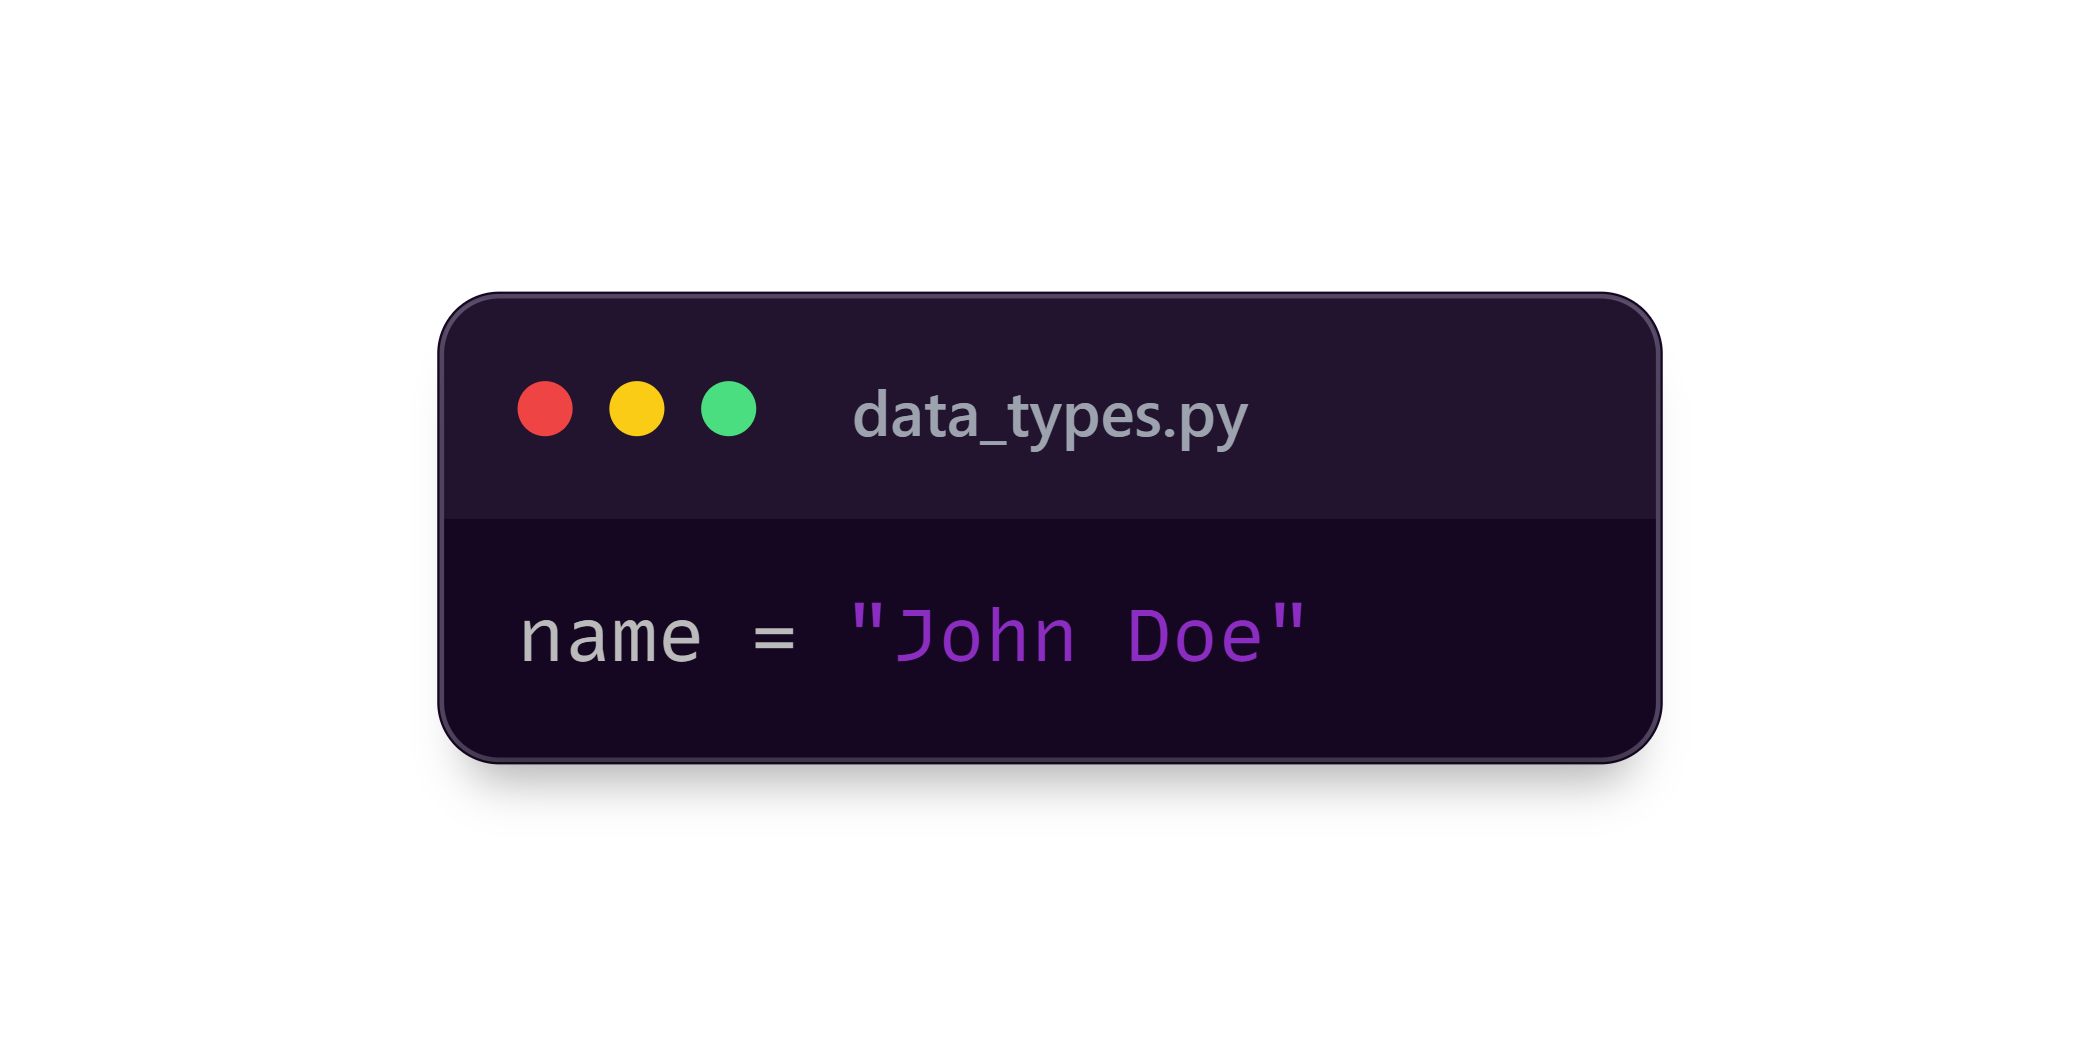 data_types.py
name = "John Doe"